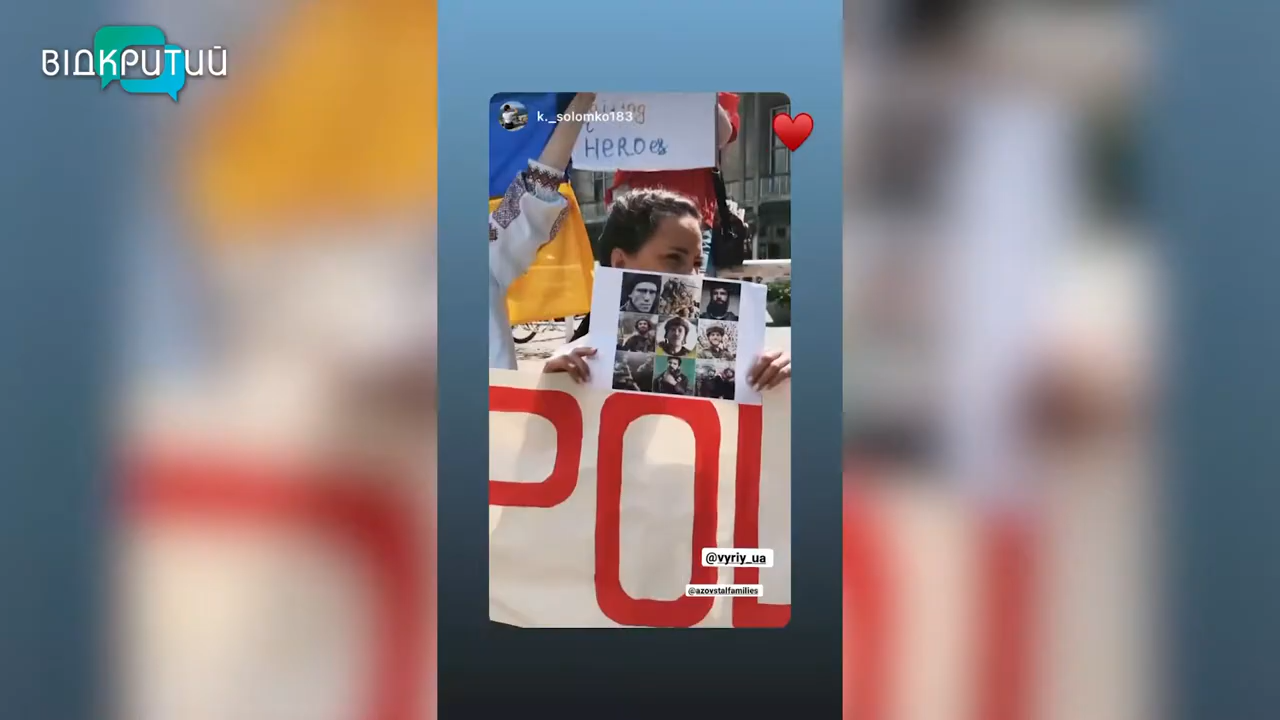 ВІДКРИТИЙ
k._solomko183
HEROes
POL
@vyriy_ua
@azovstalfamilies